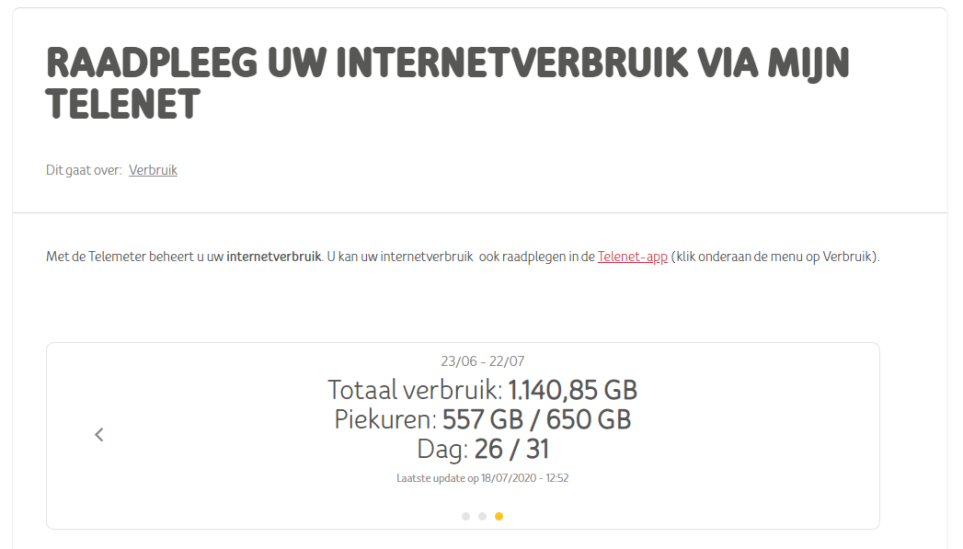 RAADPLEEG UW INTERNETVERBRUIK VIA MIJN
TELENET
Dit gaat over: Verbruik
Met de Telemeter beheert u uw internetverbruik. U kan uw internetverbruik ook raadplegen in de Telenet-app (klik onderaan de menu op Verbruik).
23/06 - 22/07
Totaal verbruik: 1.140,85 GB
Piekuren: 557 GB / 650 GB
Dag: 26 / 31
Laatste update op 18/07/2020 - 12:52